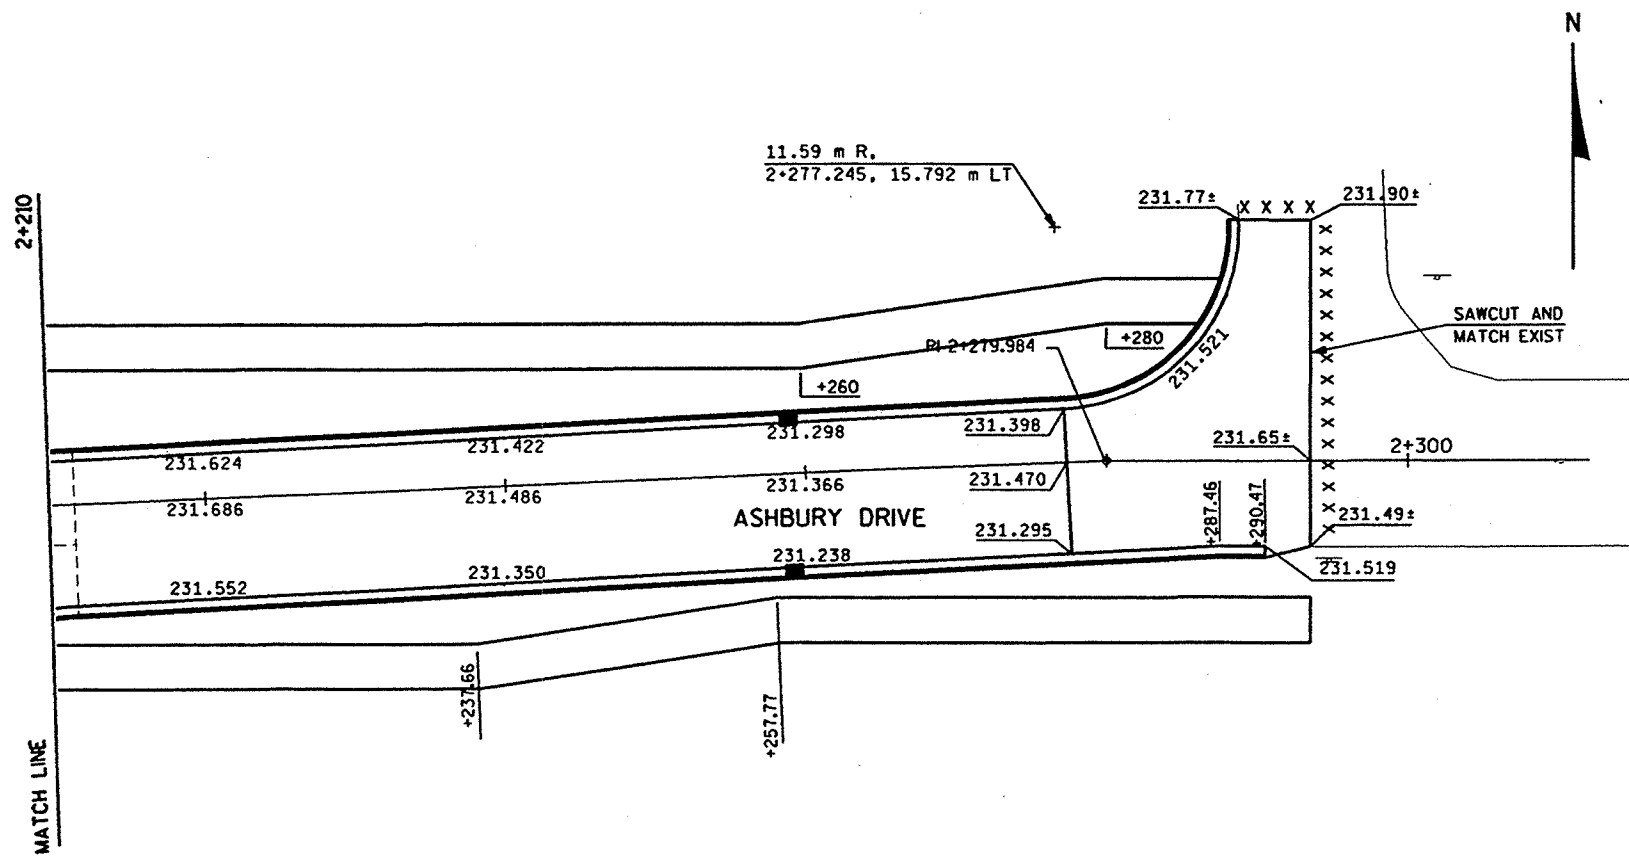 N
11.59 m R,
2+277.245, 15.792 m LT
231.77±
X X X X
231.90±
2+210
SAWCUT AND
MATCH EXIST
+280
PI 2+279.984
231.521
+260
231.398
231.298
231.422
231.624
231.65±
2+300
231.470
231.366
231.486
231.686
+287.46
+290.47
231.49±
ASHBURY DRIVE
231.295
231.238
231.350
231.552
231.519
+237.66
+257.77
MATCH LINE
X X X X X X X X X X X X X X X